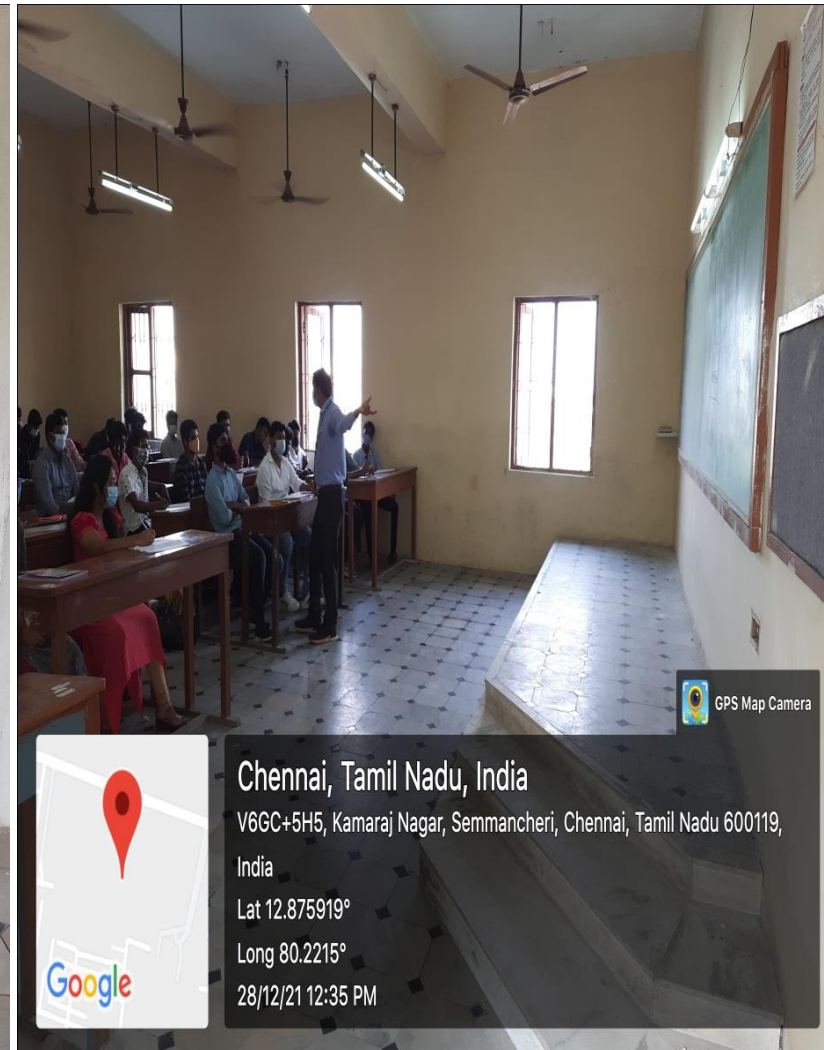 GPS Map Camera
Chennai, Tamil Nadu, India
V6GC+5H5, Kamaraj Nagar, Semmancheri, Chennai, Tamil Nadu 600119,
India
Lat 12.875919°
Long 80.2215°
28/12/21 12:35 PM
Google